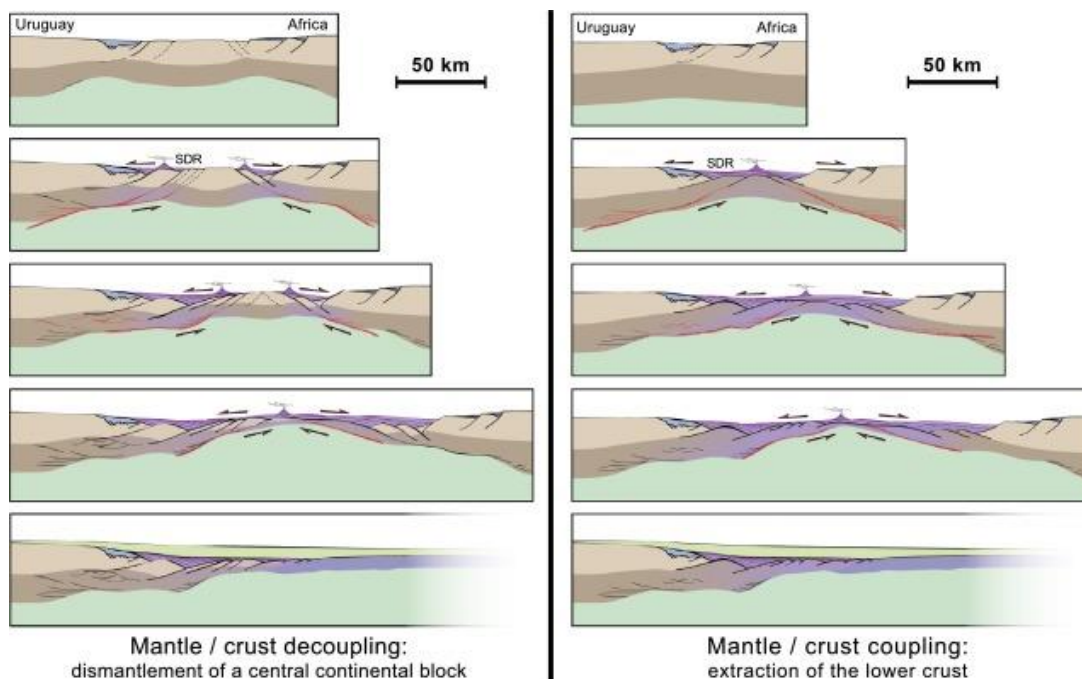 Uruguay Africa
50 km
SDR
Mantle / crust decoupling:
dismantlement of a central continental block
Uruguay Africa
50 km
SDR
Mantle / crust coupling:
extraction of the lower crust